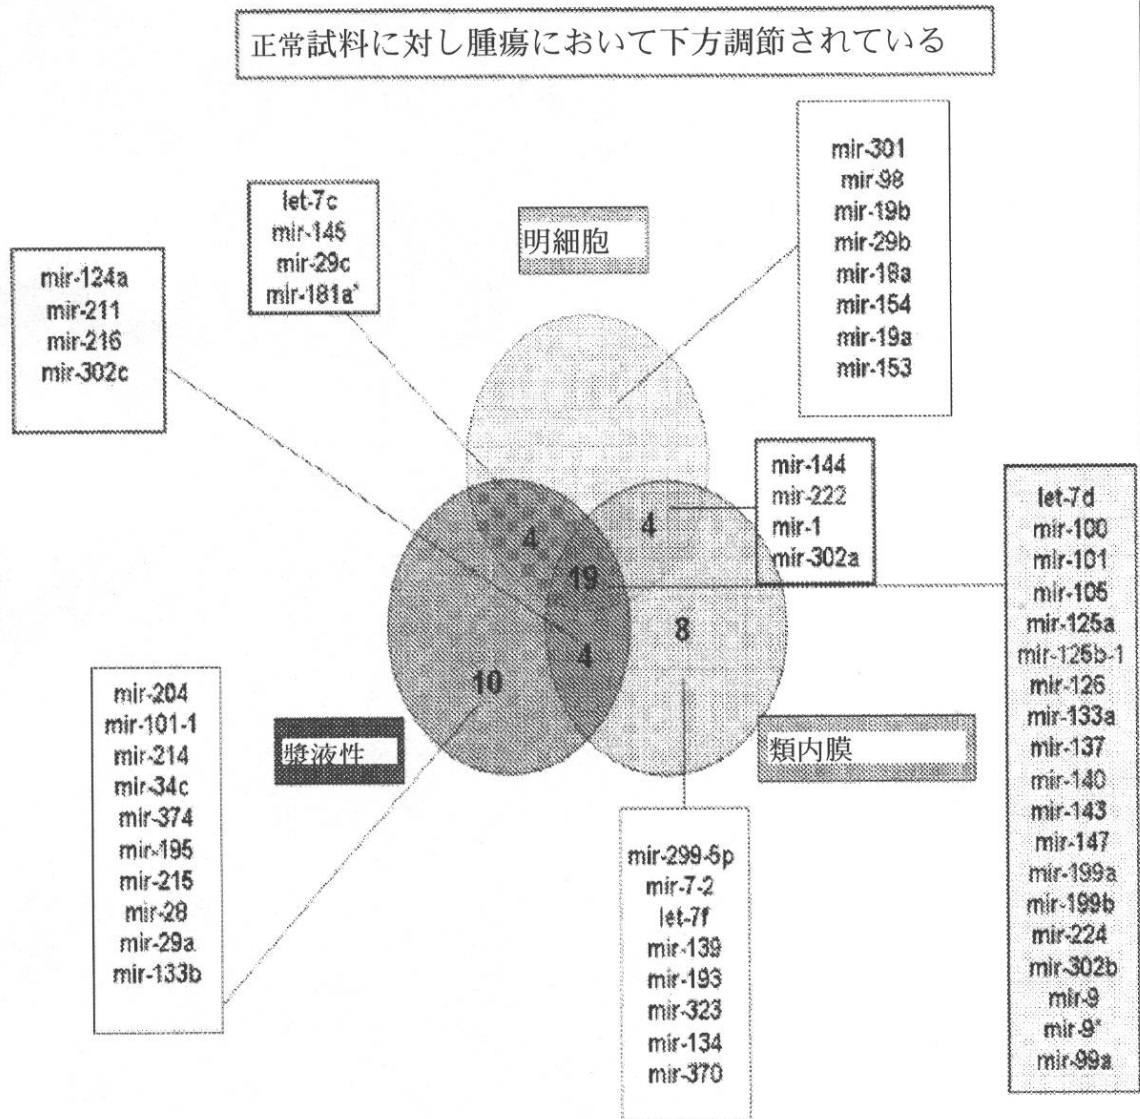 正常試料に対し腫瘍において下方調節されている
mir-301
mir-98
mir-19b
mir-29b
mir-18a
mir-154
mir-19a
mir-153
let-7c
mir-145
mir-29c
mir-181a*
明細胞
mir-124a
mir-211
mir-216
mir-302c
mir-144
mir-222
mir-1
mir-302a
let-7d
mir-100
mir-101
mir-105
mir-125a
mir-125b-1
mir-126
mir-133a
mir-137
mir-140
mir-143
mir-147
mir-199a
mir-199b
mir-224
mir-302b
mir-9
mir-9*
mir-99a
4
4
19
8
4
10
漿液性
類内膜
mir-204
mir-101-1
mir-214
mir-34c
mir-374
mir-195
mir-215
mir-28
mir-29a
mir-133b
mir-299-5p
mir-7-2
let-7f
mir-139
mir-193
mir-323
mir-134
mir-370